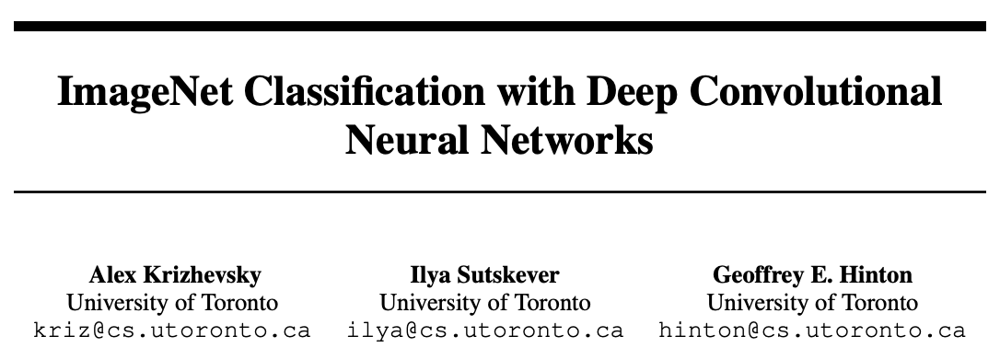 ImageNet Classification with Deep Convolutional
Neural Networks
Alex Krizhevsky
University of Toronto
kriz@cs.utoronto.ca
Ilya Sutskever
University of Toronto
ilya@cs.utoronto.ca
Geoffrey E. Hinton
University of Toronto
hinton@cs.utoronto.ca